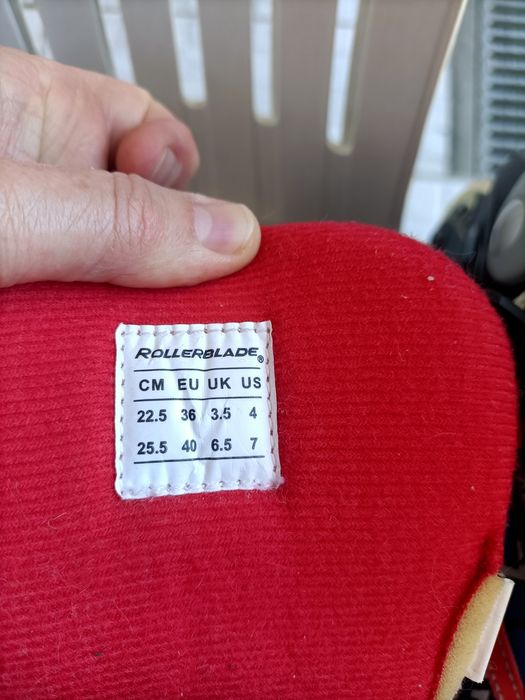 ROLLERBLADE®
CM EU UK US
22.5 36 3.5 4
25.5 40 6.5 7